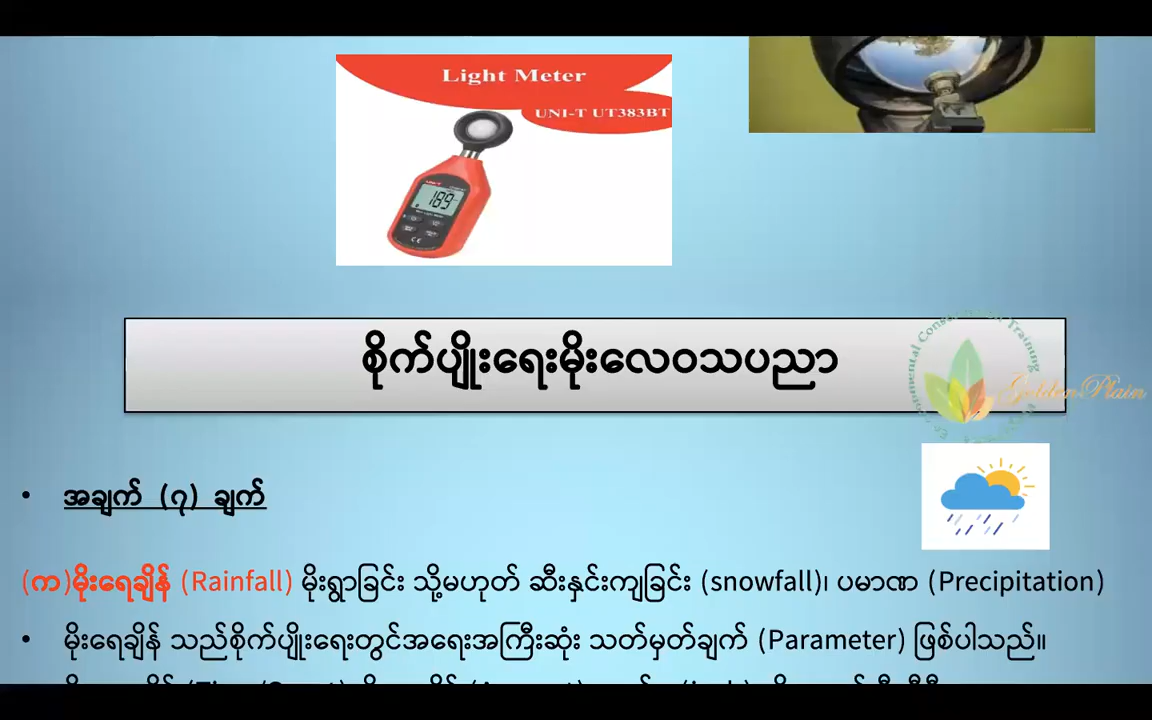 Light Meter
UNI-T UT383BT
189
စိုက်ပျိုးရေးမိုးလေဝသပညာ
Golden Plain
• အချက် (၇) ချက်
(က)မိုးရေချိန် (Rainfall) မိုးရွာခြင်း သို့မဟုတ် ဆီးနှင်းကျခြင်း (snowfall)၊ ပမာဏ (Precipitation)
• မိုးရေချိန် သည်စိုက်ပျိုးရေးတွင်အရေးအကြီးဆုံး သတ်မှတ်ချက် (Parameter) ဖြစ်ပါသည်။